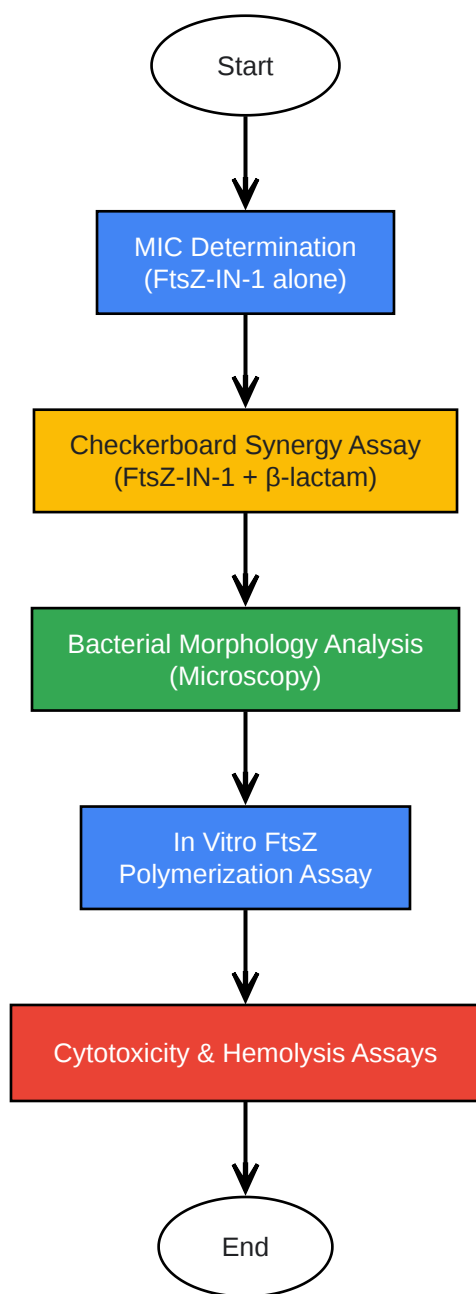 Start
MIC Determination
(FtsZ-IN-1 alone)
Checkerboard Synergy Assay
(FtsZ-IN-1 + β-lactam)
Bacterial Morphology Analysis
(Microscopy)
In Vitro FtsZ
Polymerization Assay
Cytotoxicity & Hemolysis Assays
End